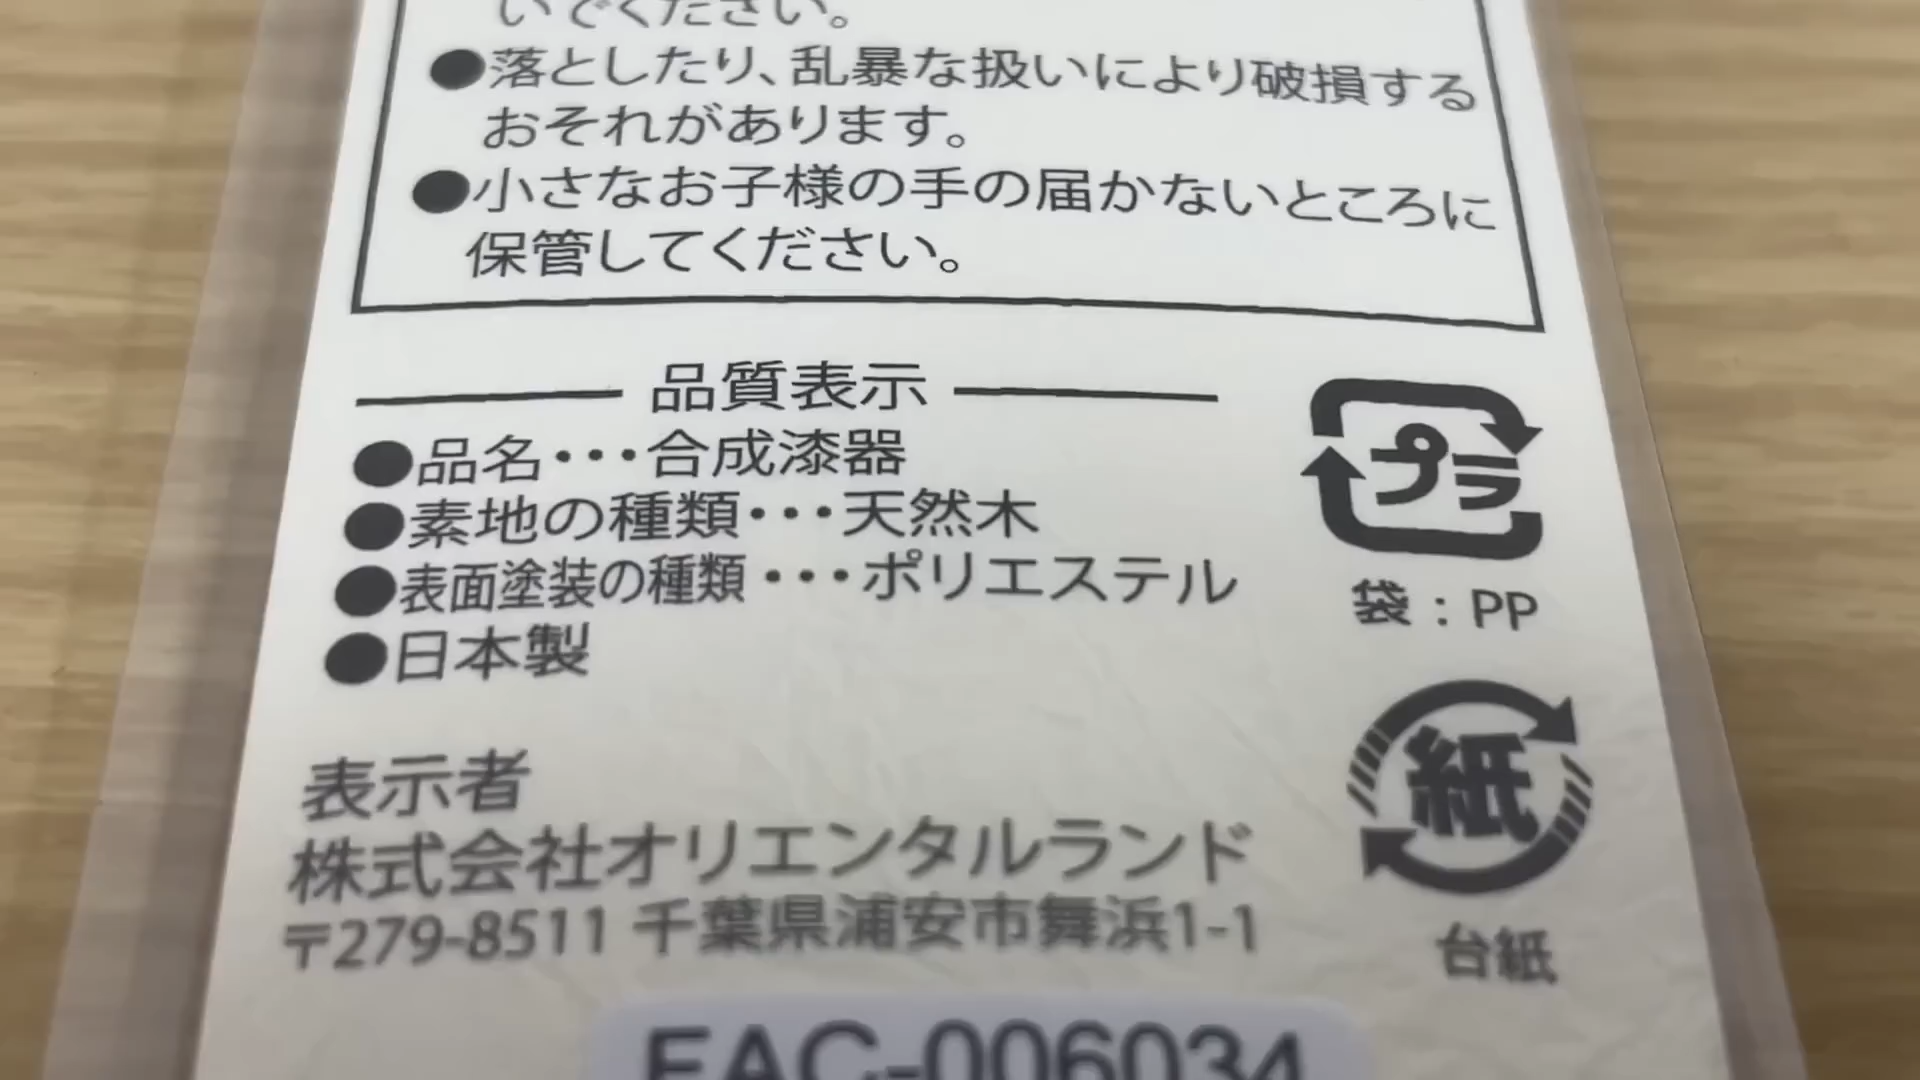 いでください。
●落としたり、乱暴な扱いにより破損する
おそれがあります。
●小さなお子様の手の届かないところに
保管してください。
品質表示
●品名･･･合成漆器
●素地の種類･･･天然木
●表面塗装の種類･･･ポリエステル
●日本製
プラ
袋：PP
紙
台紙
表示者
株式会社オリエンタルランド
〒279-8511 千葉県浦安市舞浜1-1
EAC-006034